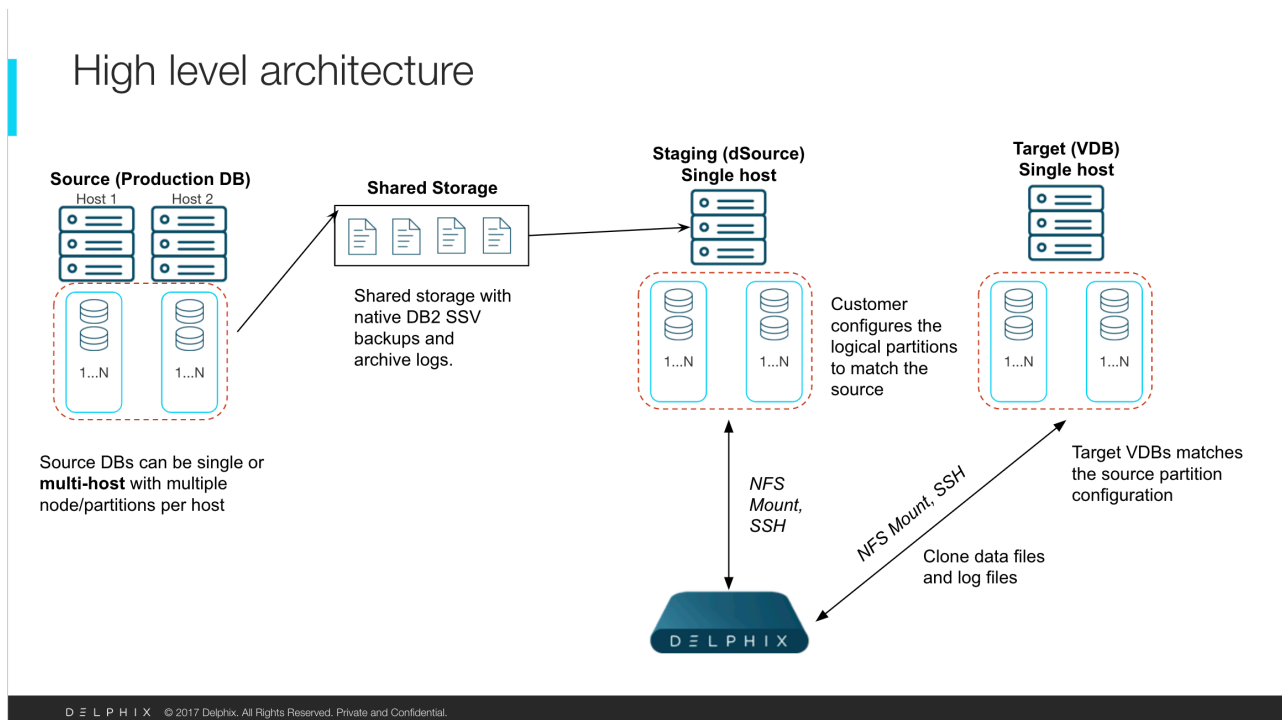 High level architecture
Source (Production DB)
Host 1
Host 2
1...N
1...N
Source DBs can be single or
multi-host with multiple
node/partitions per host
Shared Storage
Shared storage with
native DB2 SSV
backups and
archive logs.
Staging (dSource)
Single host
1...N
1...N
Customer
configures the
logical partitions
to match the
source
Target (VDB)
Single host
1...N
1...N
Target VDBs matches
the source partition
configuration
NFS
Mount,
SSH
NFS Mount, SSH
Clone data files
and log files
DELPHIX
DELPHIX © 2017 Delphix. All Rights Reserved. Private and Confidential.